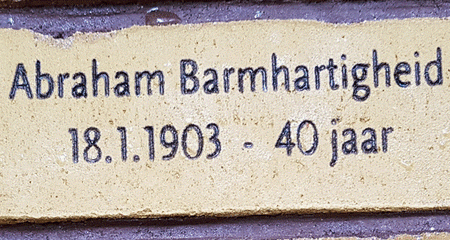 Abraham Barmhartigheid
18.1.1903 - 40 jaar